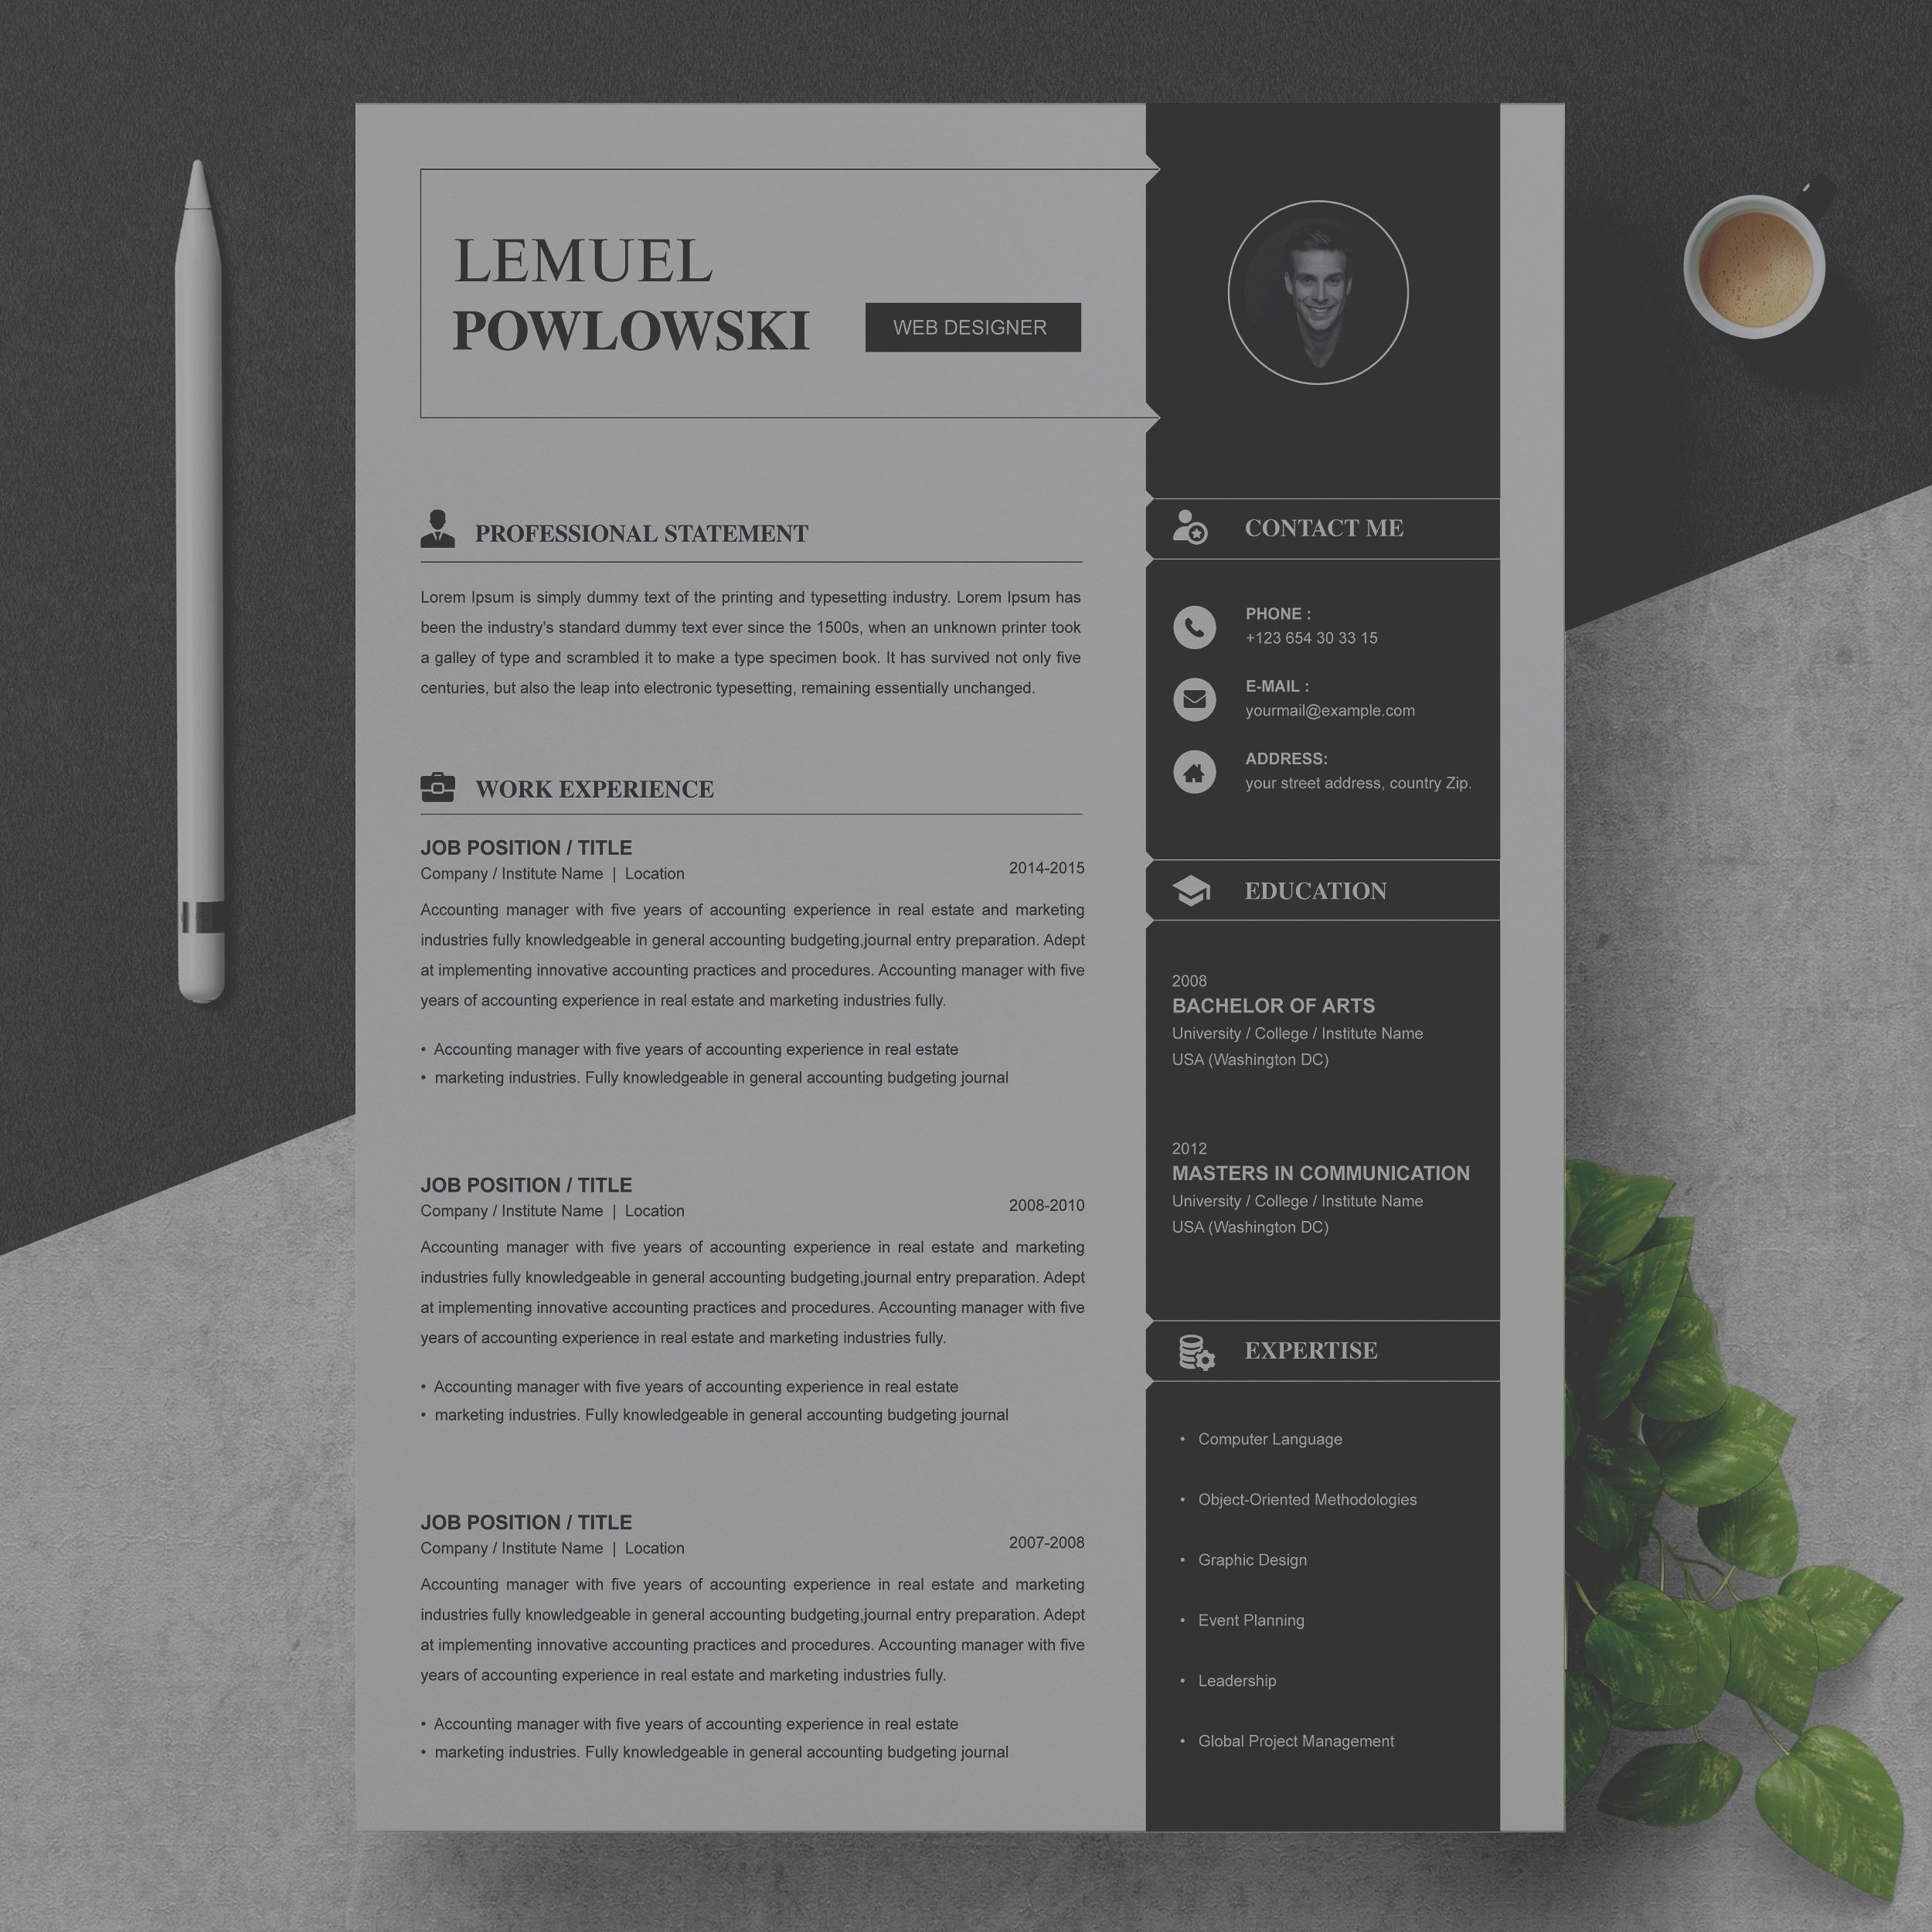 LEMUEL
POWLOWSKI
WEB DESIGNER
PROFESSIONAL STATEMENT
Lorem Ipsum is simply dummy text of the printing and typesetting industry. Lorem Ipsum has
been the industry's standard dummy text ever since the 1500s, when an unknown printer took
a galley of type and scrambled it to make a type specimen book. It has survived not only five
centuries, but also the leap into electronic typesetting, remaining essentially unchanged.
WORK EXPERIENCE
JOB POSITION / TITLE
Company / Institute Name | Location
2014-2015
Accounting manager with five years of accounting experience in real estate and marketing
industries fully knowledgeable in general accounting budgeting,journal entry preparation. Adept
at implementing innovative accounting practices and procedures. Accounting manager with five
years of accounting experience in real estate and marketing industries fully.
• Accounting manager with five years of accounting experience in real estate
• marketing industries. Fully knowledgeable in general accounting budgeting journal
JOB POSITION / TITLE
Company / Institute Name | Location
2008-2010
Accounting manager with five years of accounting experience in real estate and marketing
industries fully knowledgeable in general accounting budgeting,journal entry preparation. Adept
at implementing innovative accounting practices and procedures. Accounting manager with five
years of accounting experience in real estate and marketing industries fully.
• Accounting manager with five years of accounting experience in real estate
• marketing industries. Fully knowledgeable in general accounting budgeting journal
JOB POSITION / TITLE
Company / Institute Name | Location
2007-2008
Accounting manager with five years of accounting experience in real estate and marketing
industries fully knowledgeable in general accounting budgeting,journal entry preparation. Adept
at implementing innovative accounting practices and procedures. Accounting manager with five
years of accounting experience in real estate and marketing industries fully.
• Accounting manager with five years of accounting experience in real estate
• marketing industries. Fully knowledgeable in general accounting budgeting journal
CONTACT ME
PHONE :
+123 654 30 33 15
E-MAIL :
yourmail@example.com
ADDRESS:
your street address, country Zip.
EDUCATION
2008
BACHELOR OF ARTS
University / College / Institute Name
USA (Washington DC)
2012
MASTERS IN COMMUNICATION
University / College / Institute Name
USA (Washington DC)
EXPERTISE
• Computer Language
• Object-Oriented Methodologies
• Graphic Design
• Event Planning
• Leadership
• Global Project Management